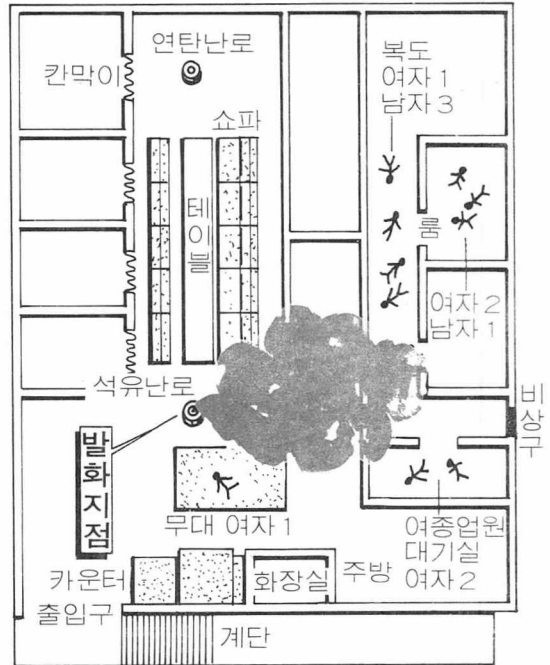 연탄난로
칸막이
쇼파
복도
여자1
남자3
테이블
룸
여자2
남자1
석유난로
비상구
발화지점
무대 여자1
여종업원
대기실
여자2
카운터
화장실
주방
출입구
계단